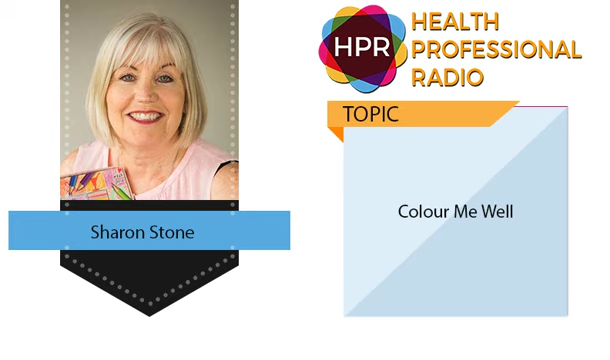 HPR
HEALTH
PROFESSIONAL
RADIO
TOPIC
Colour Me Well
Sharon Stone